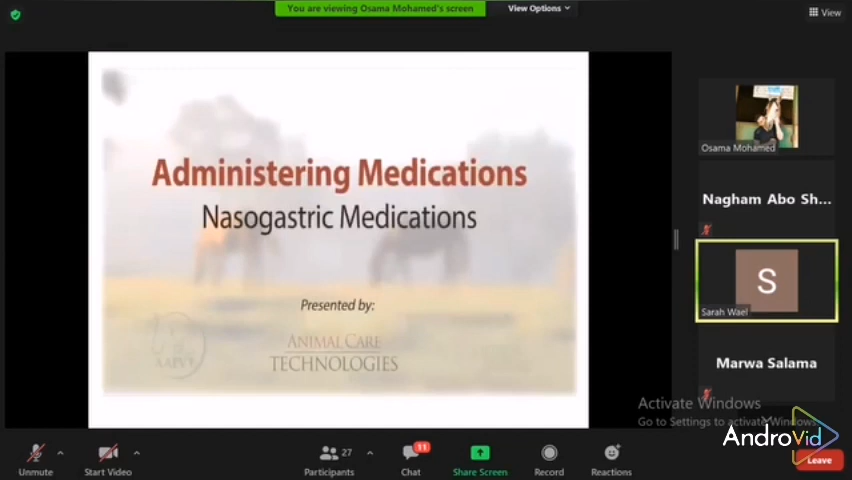 You are viewing Osama Mohamed's screen
View Options
View
Administering Medications
Nasogastric Medications
Presented by:
ANIMAL CARE
TECHNOLOGIES
AAEVT
Osama Mohamed
Nagham Abo Sh...
S
Sarah Wael
Marwa Salama
Activate Windows
Go to Settings to activate Windows.
AndroVid
Unmute
Start Video
27
Participants
11
Chat
Share Screen
Record
Reactions
Leave